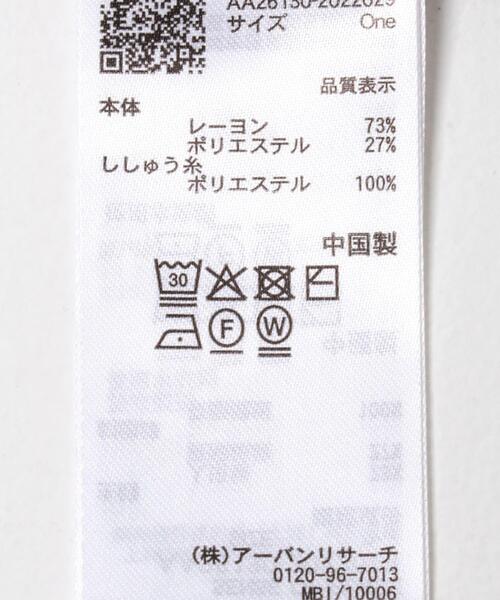 サイズ One
品質表示
本体
レーヨン 73%
ポリエステル 27%
ししゅう糸
ポリエステル 100%
中国製
30
F W
(株)アーバンリサーチ
0120-96-7013
MBI/10006